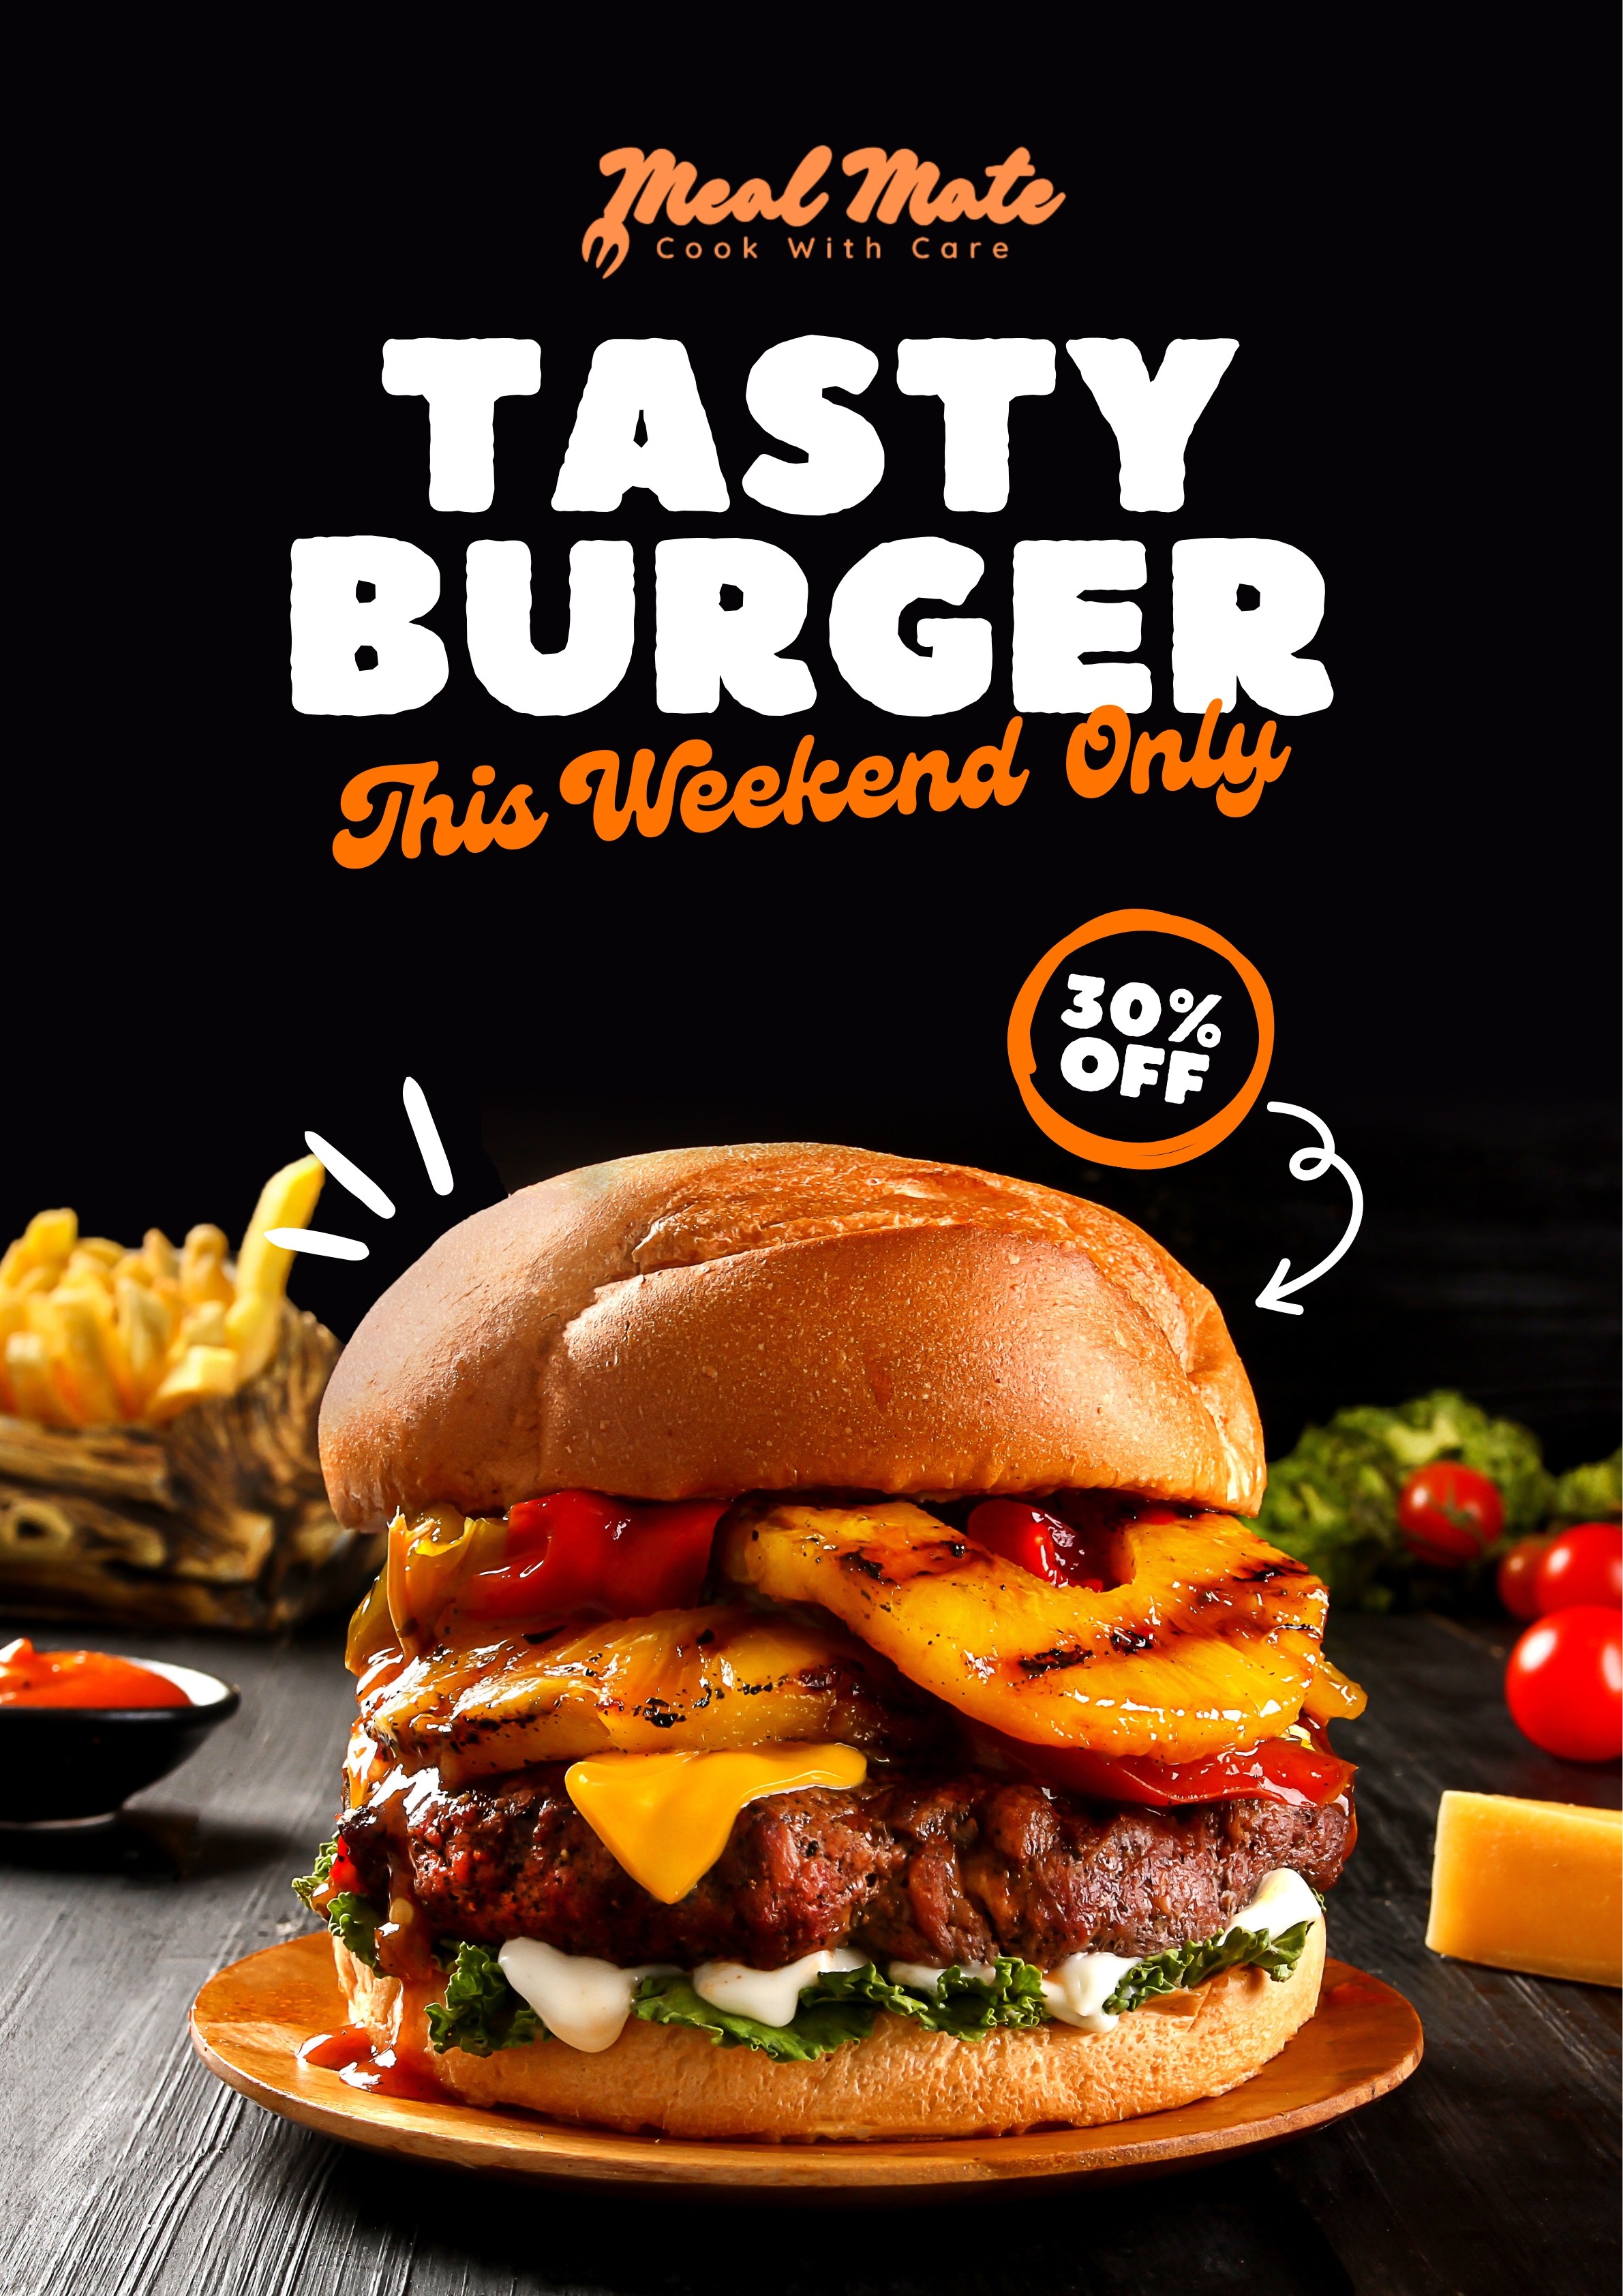 Meal Mate
Cook With Care
TASTY
BURGER
This Weekend Only
30%
OFF